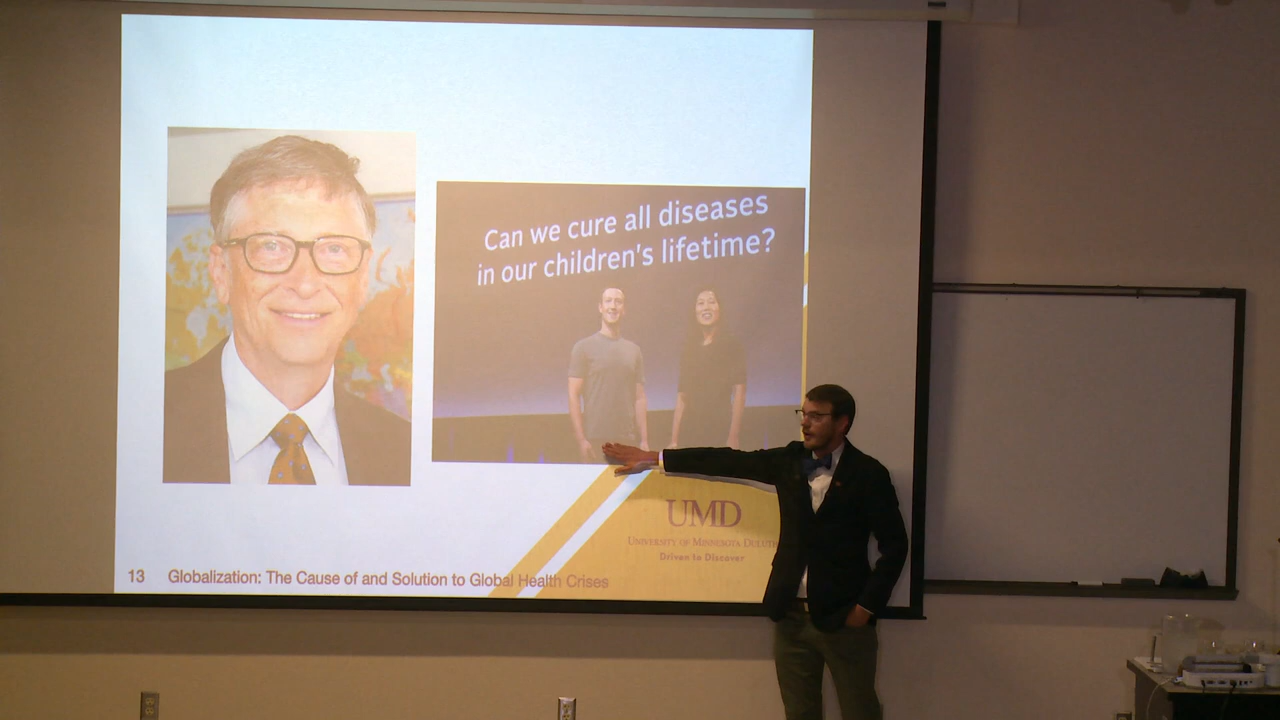 Can we cure all diseases
in our children's lifetime?
UMD
University of Minnesota Duluth
Driven to Discover
13 Globalization: The Cause of and Solution to Global Health Crises